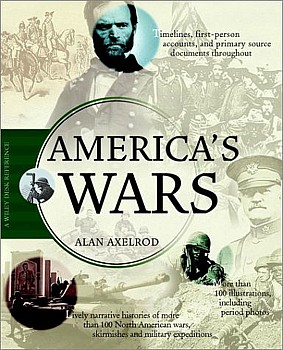 Timelines, first-person
accounts, and primary source
documents throughout
A WILEY DESK REFERENCE
AMERICA'S
WARS
ALAN AXELROD
More than
100 illustrations,
including
period photos
Lively narrative histories of more
than 100 North American wars,
skirmishes and military expeditions